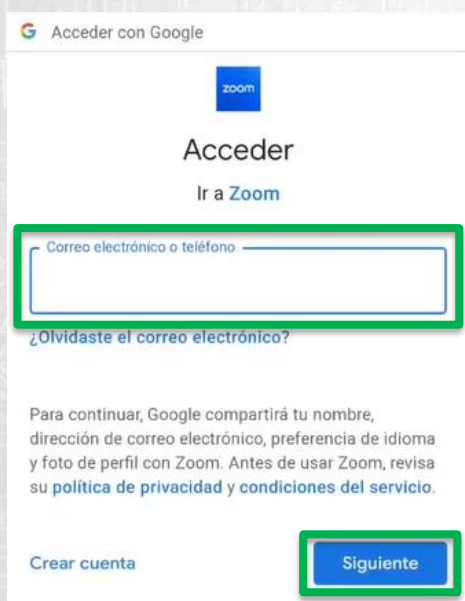 Acceder con Google
zoom
Acceder
Ir a Zoom
Correo electrónico o teléfono
¿Olvidaste el correo electrónico?
Para continuar, Google compartirá tu nombre,
dirección de correo electrónico, preferencia de idioma
y foto de perfil con Zoom. Antes de usar Zoom, revisa
su política de privacidad y condiciones del servicio.
Crear cuenta
Siguiente